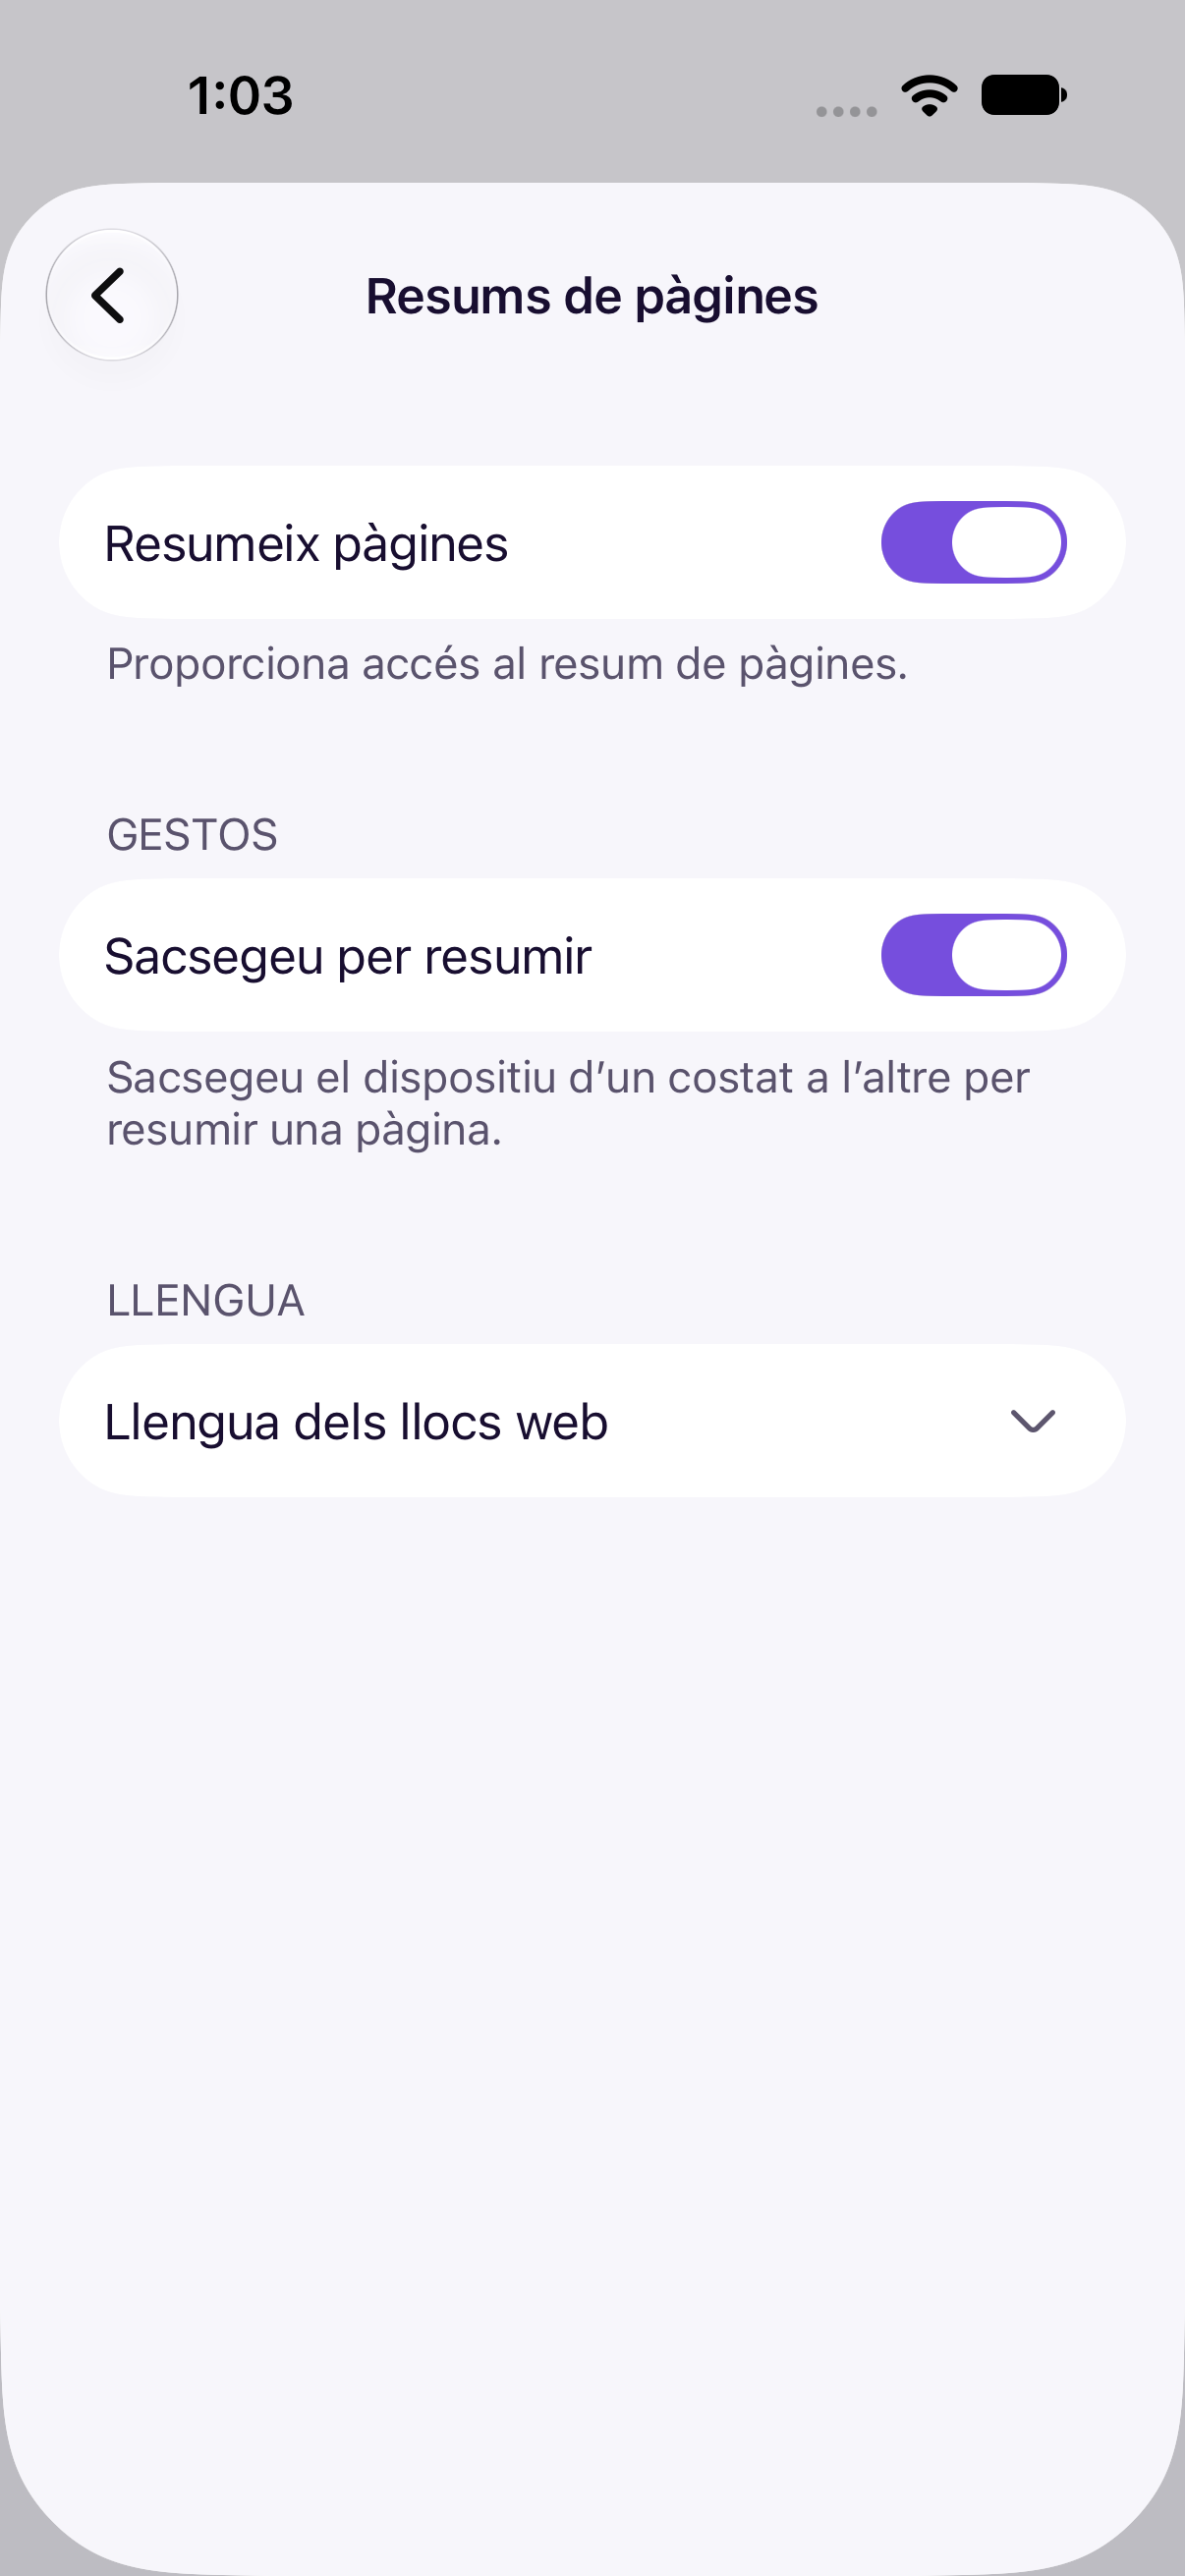 1:03
Resums de pàgines
Resumeix pàgines
Proporciona accés al resum de pàgines.
GESTOS
Sacsegeu per resumir
Sacsegeu el dispositiu d’un costat a l’altre per
resumir una pàgina.
LLENGUA
Llengua dels llocs web